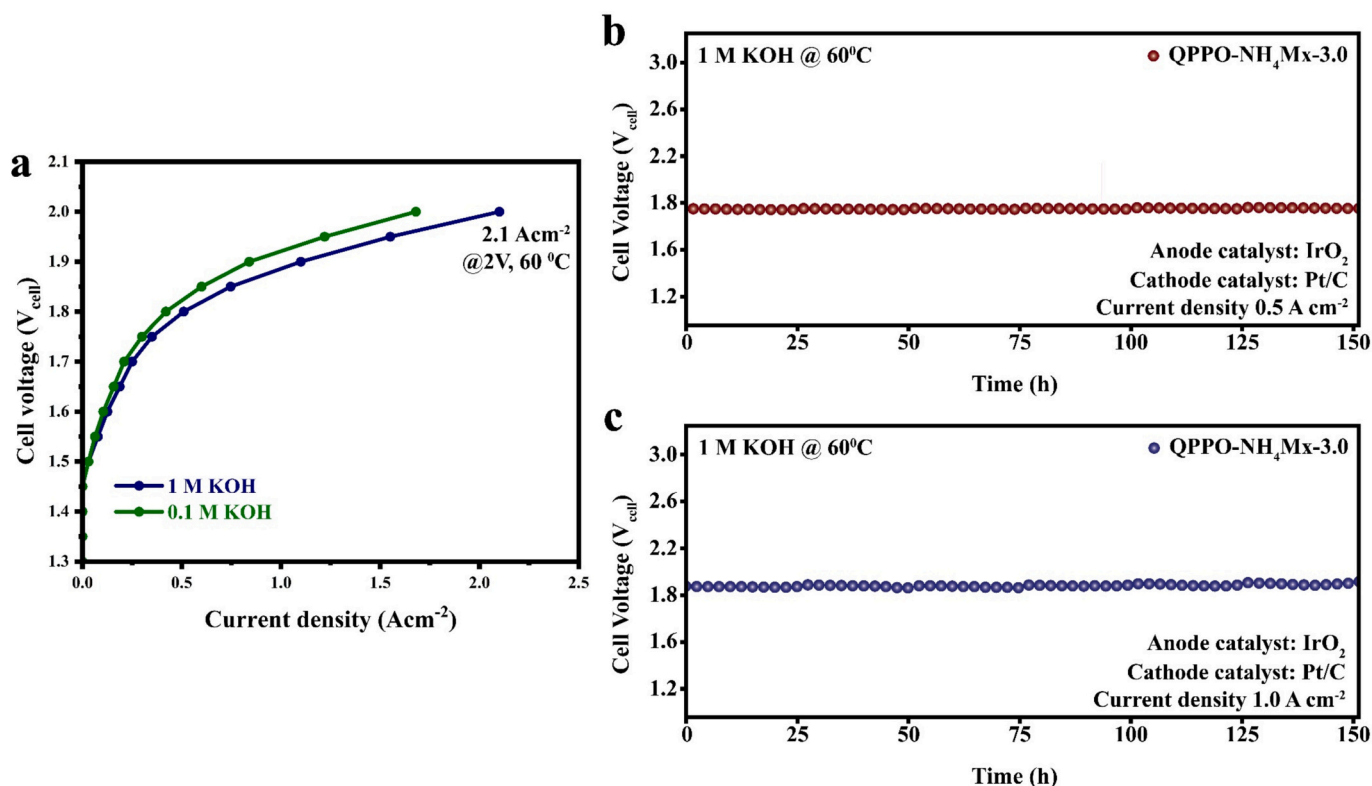 a
2.1
2.0
1.9
1.8
1.7
1.6
1.5
1.4
1.3
Cell voltage (V_cell)
2.1 Acm⁻²
@2V, 60 ⁰C
1 M KOH
0.1 M KOH
0.0 0.5 1.0 1.5 2.0 2.5
Current density (Acm⁻²)
b
1 M KOH @ 60⁰C
QPPO-NH₄Mx-3.0
3.0
2.6
2.2
1.8
1.6
1.2
Cell Voltage (V_cell)
Anode catalyst: IrO₂
Cathode catalyst: Pt/C
Current density 0.5 A cm⁻²
0 25 50 75 100 125 150
Time (h)
c
1 M KOH @ 60⁰C
QPPO-NH₄Mx-3.0
3.0
2.6
2.2
1.8
1.6
1.2
Cell Voltage (V_cell)
Anode catalyst: IrO₂
Cathode catalyst: Pt/C
Current density 1.0 A cm⁻²
0 25 50 75 100 125 150
Time (h)